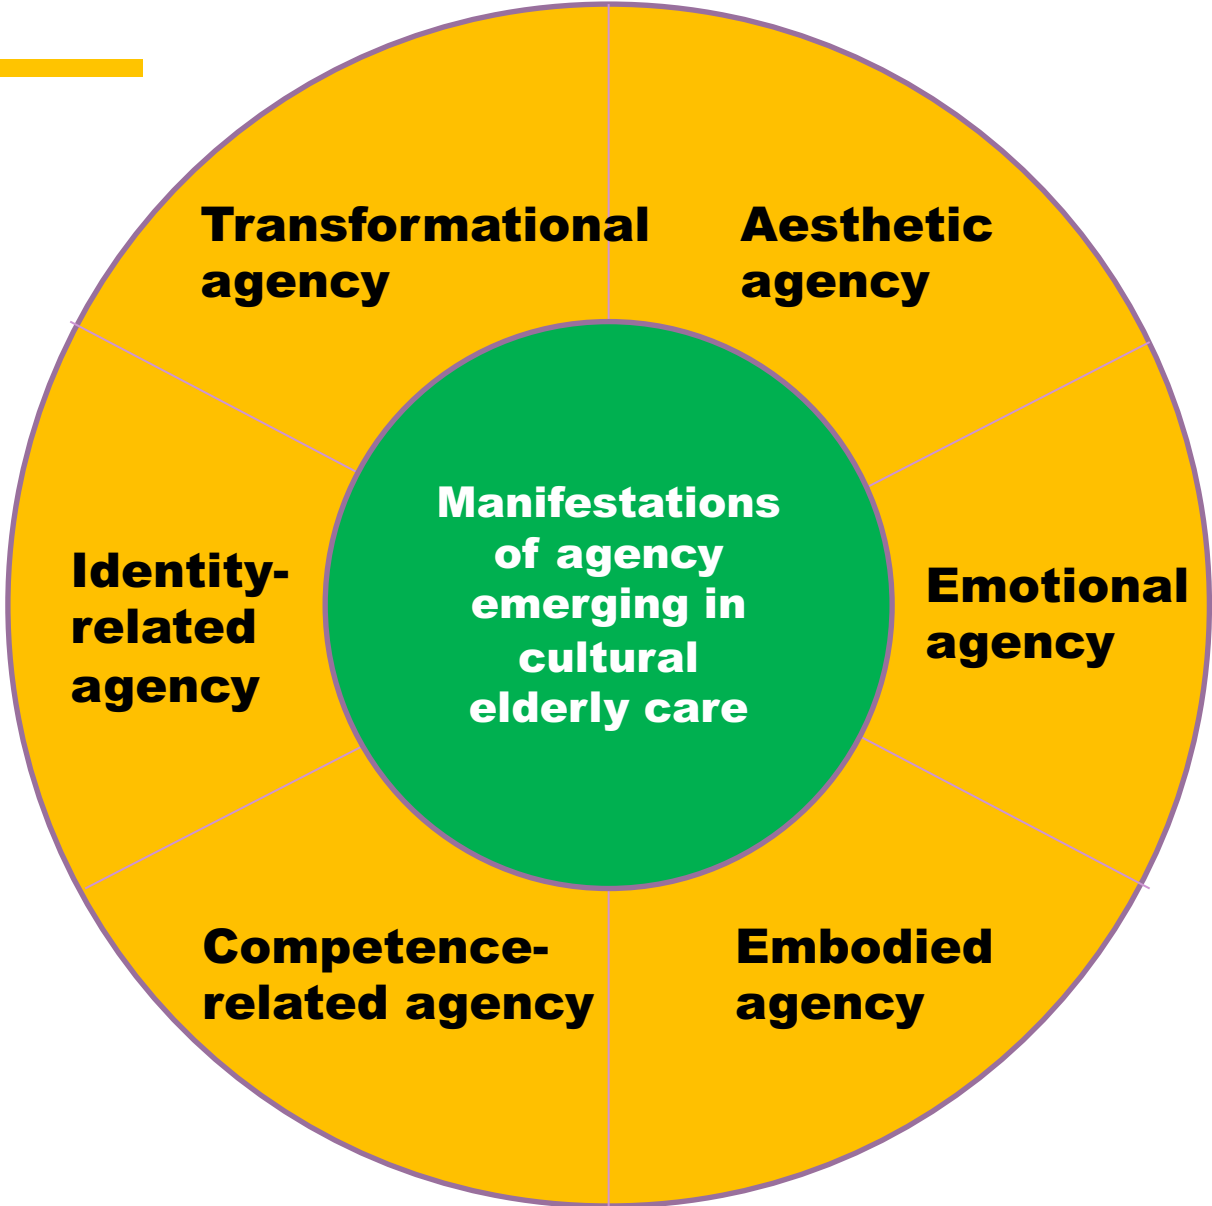 Transformational
agency
Aesthetic
agency
Manifestations
of agency
emerging in
cultural
elderly care
Identity-
related
agency
Emotional
agency
Competence-
related agency
Embodied
agency